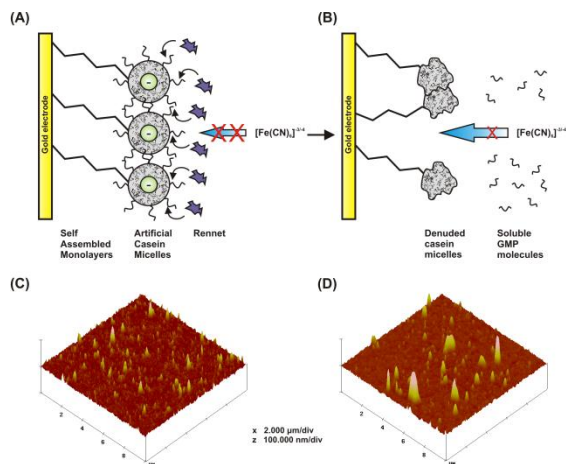 (A)
Gold electrode
[Fe(CN)₆]⁻³/⁻⁴
Self
Assembled
Monolayers
Artificial
Casein
Micelles
Rennet
(B)
Gold electrode
[Fe(CN)₆]⁻³/⁻⁴
Denuded
casein
micelles
Soluble
GMP
molecules
(C)
2
4
6
8
x 2.000 µm/div
z 100.000 nm/div
(D)
2
4
6
8